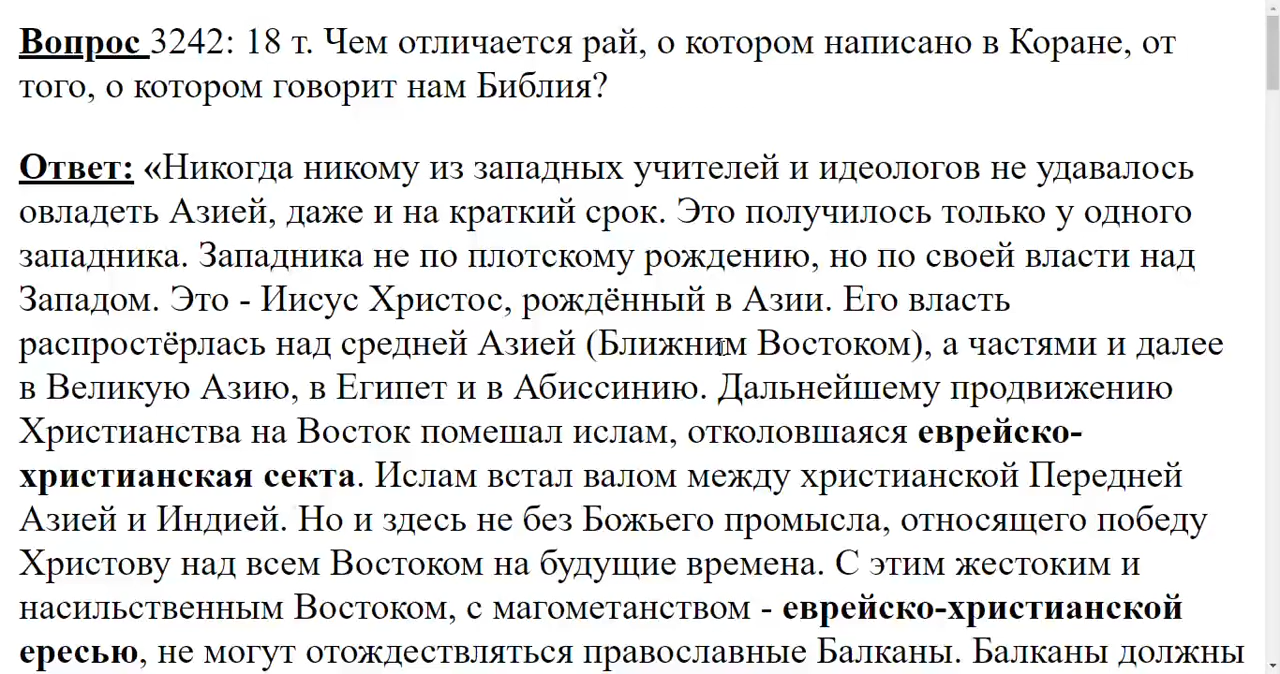 Вопрос 3242: 18 т. Чем отличается рай, о котором написано в Коране, от
того, о котором говорит нам Библия?
Ответ: «Никогда никому из западных учителей и идеологов не удавалось
овладеть Азией, даже и на краткий срок. Это получилось только у одного
западника. Западника не по плотскому рождению, но по своей власти над
Западом. Это - Иисус Христос, рождённый в Азии. Его власть
распростёрлась над средней Азией (Ближним Востоком), а частями и далее
в Великую Азию, в Египет и в Абиссинию. Дальнейшему продвижению
Христианства на Восток помешал ислам, отколовшаяся еврейско-
христианская секта. Ислам встал валом между христианской Передней
Азией и Индией. Но и здесь не без Божьего промысла, относящего победу
Христову над всем Востоком на будущие времена. С этим жестоким и
насильственным Востоком, с магометанством - еврейско-христианской
ересью, не могут отождествляться православные Балканы. Балканы должны